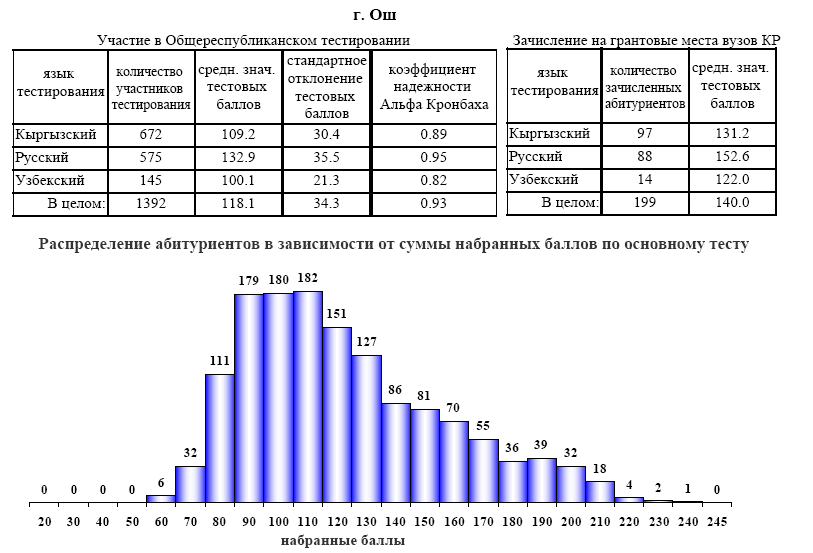 г. Ош
Участие в Общереспубликанском тестировании
язык тестирования | количество участников тестирования | средн. знач. тестовых баллов | стандартное отклонение тестовых баллов | коэффициент надежности Альфа Кронбаха
Кыргызский 672 109.2 30.4 0.89
Русский 575 132.9 35.5 0.95
Узбекский 145 100.1 21.3 0.82
В целом: 1392 118.1 34.3 0.93
Зачисление на грантовые места вузов КР
язык тестирования | количество зачисленных абитуриентов | средн. знач. тестовых баллов
Кыргызский 97 131.2
Русский 88 152.6
Узбекский 14 122.0
В целом: 199 140.0
Распределение абитуриентов в зависимости от суммы набранных баллов по основному тесту
0 0 0 0 6 32 111 179 180 182 151 127 86 81 70 55 36 39 32 18 4 2 1 0
20 30 40 50 60 70 80 90 100 110 120 130 140 150 160 170 180 190 200 210 220 230 240 245
набранные баллы